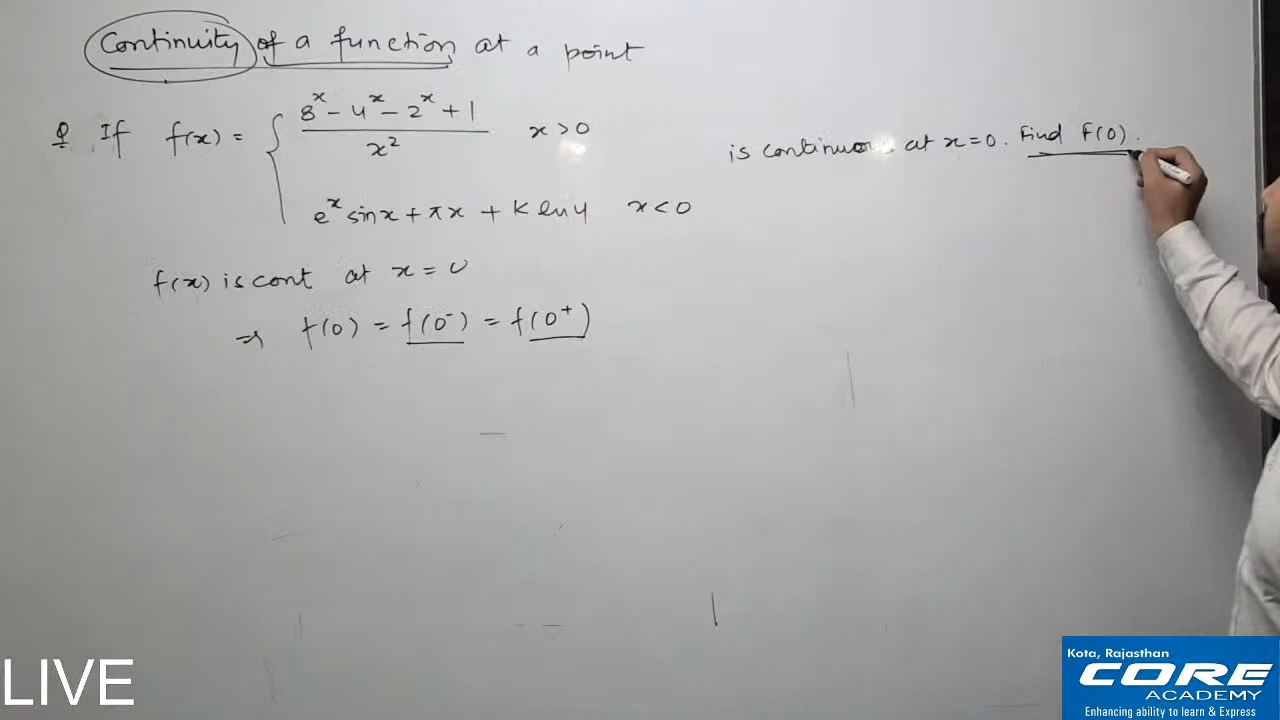 Continuity of a function at a point
Q If f(x) = { 8^x - 4^x - 2^x + 1 / x² x > 0
e^x sin x + πx + k ln 4 x < 0
is continuous at x = 0. Find F(0).
f(x) is cont at x = 0
⇒ f(0) = f(0⁻) = f(0⁺)
LIVE
Kota, Rajasthan
CORE
ACADEMY
Enhancing ability to learn & Express